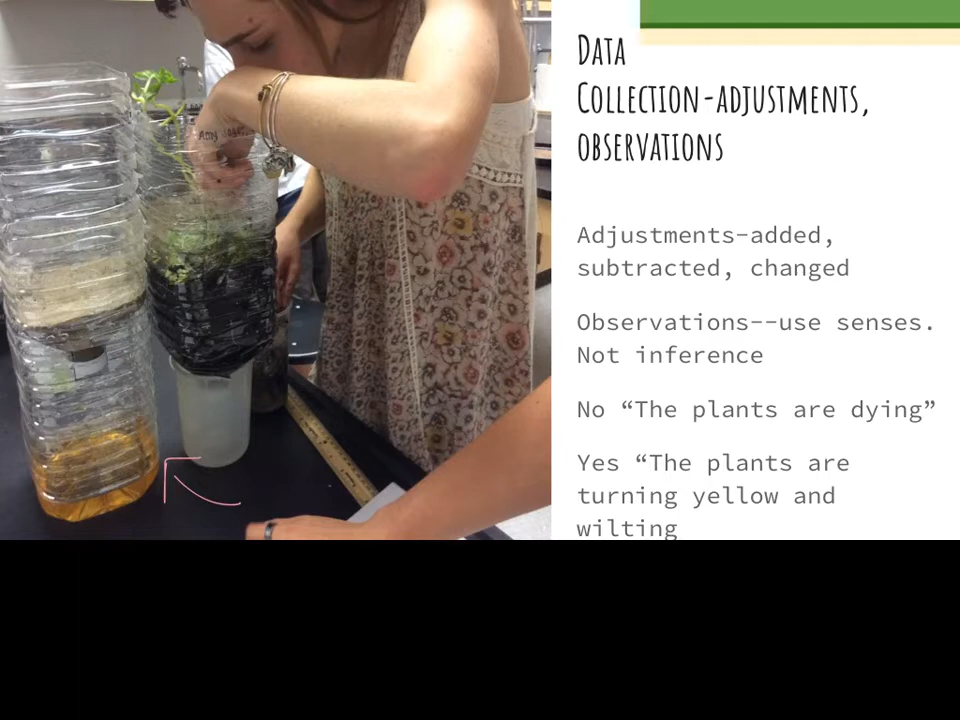 Data
Collection-adjustments,
observations
Adjustments-added,
subtracted, changed
Observations--use senses.
Not inference
No “The plants are dying”
Yes “The plants are
turning yellow and
wilting